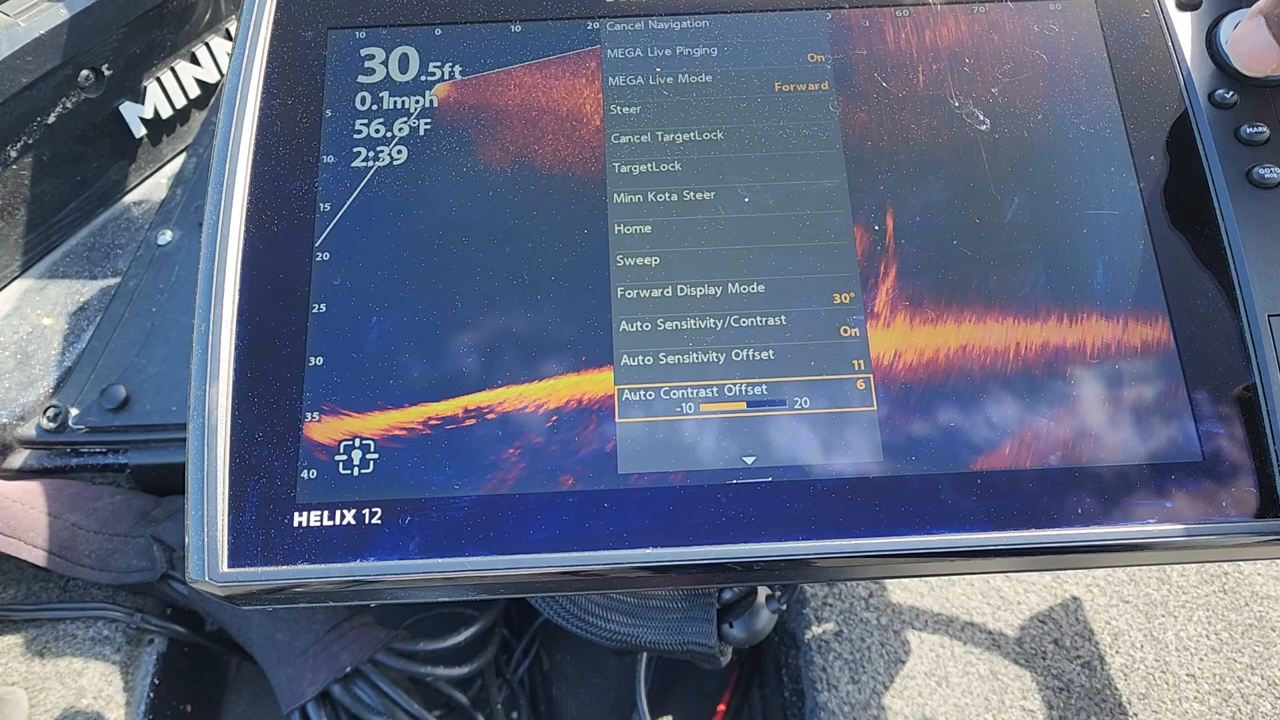 MINN
10 0 10 20 60 70 80
30.5ft
0.1mph
56.6°F
2:39
5
10
15
20
25
30
35
40
Cancel Navigation
MEGA Live Pinging
On
MEGA Live Mode
Forward
Steer
Cancel TargetLock
TargetLock
Minn Kota Steer
Home
Sweep
Forward Display Mode
30°
Auto Sensitivity/Contrast
On
Auto Sensitivity Offset
11
Auto Contrast Offset 6
-10 20
HELIX 12
MARK
GOTO